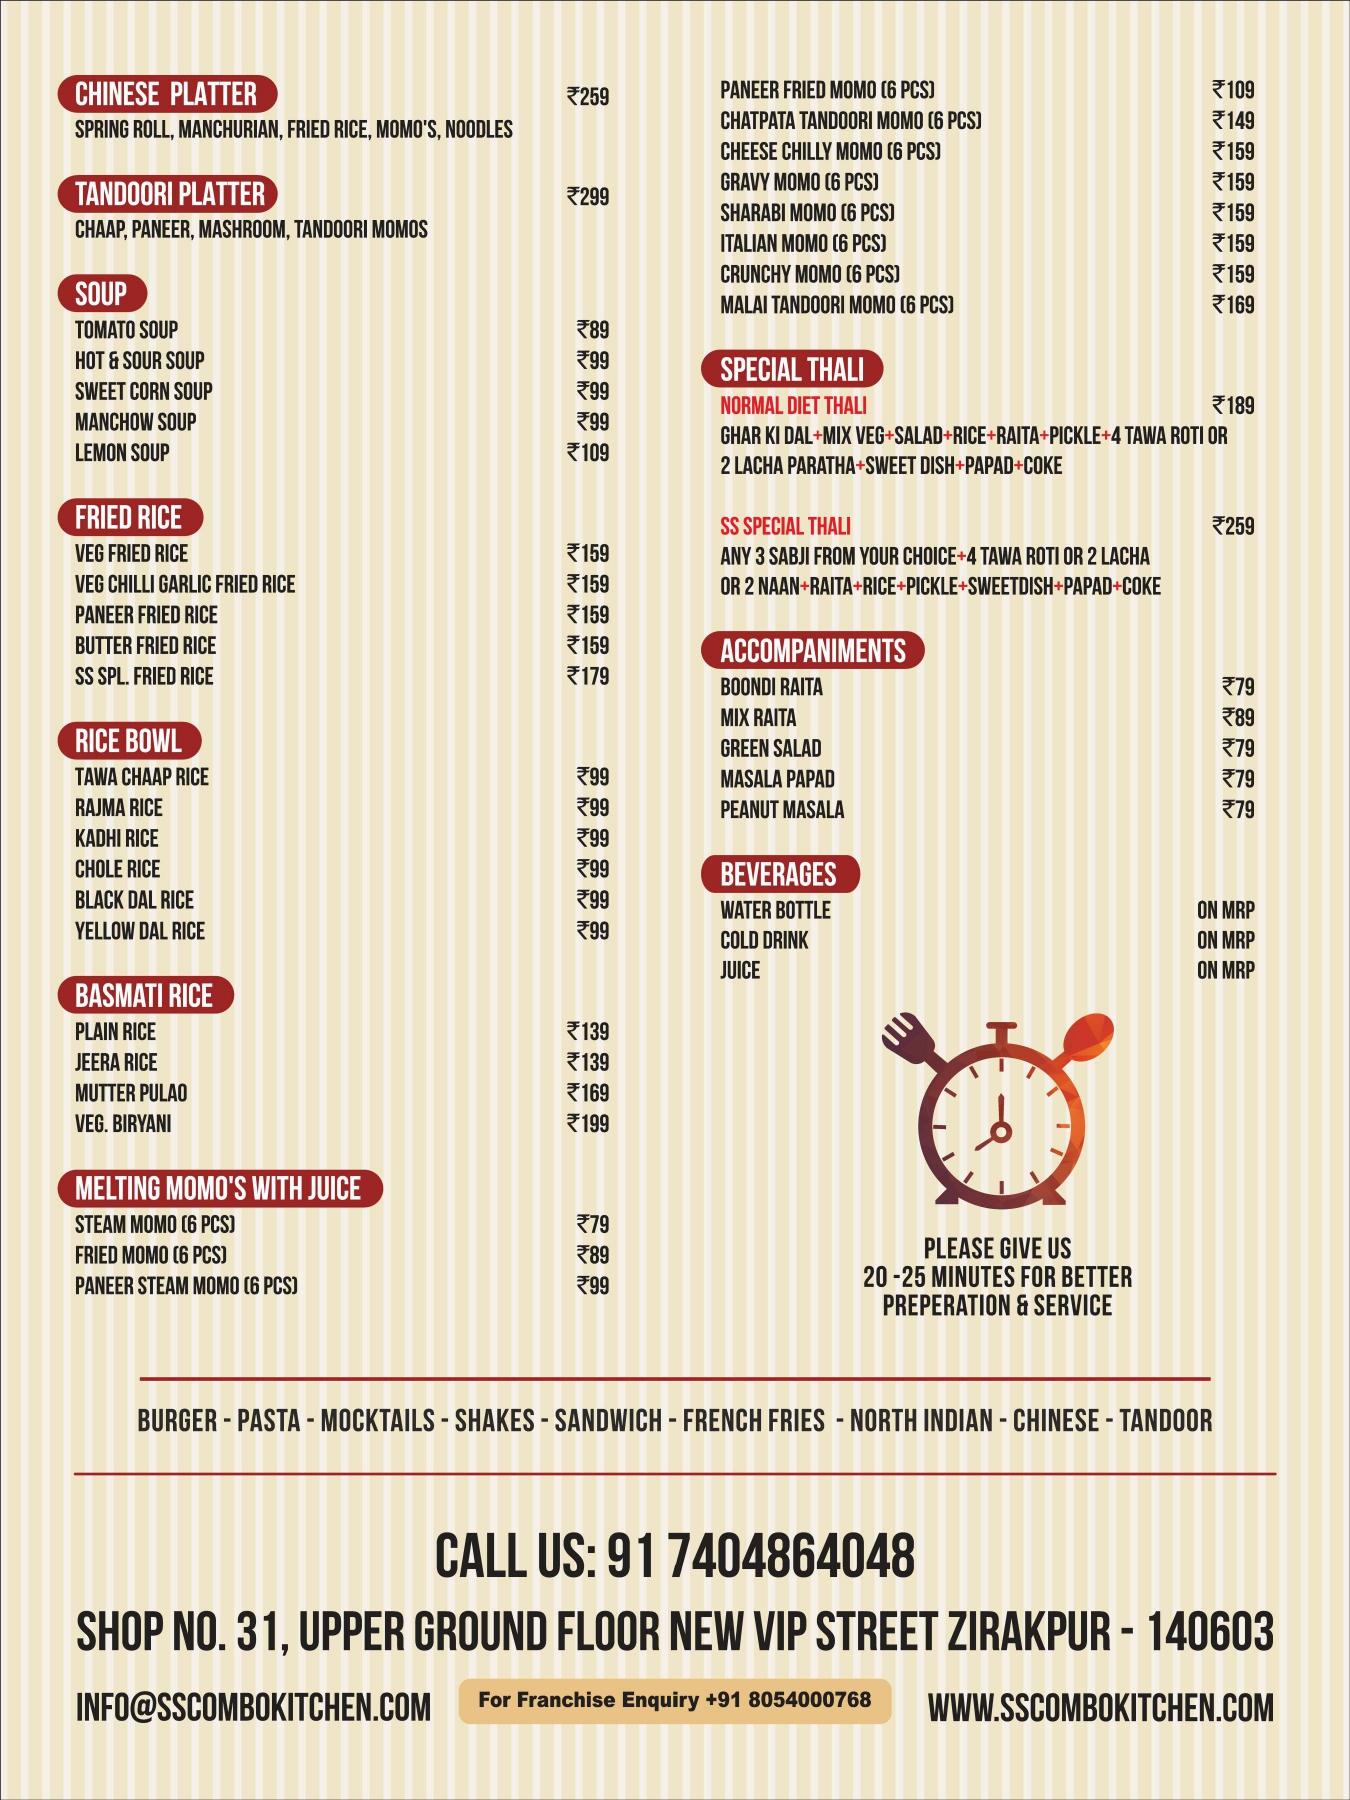 CHINESE PLATTER ₹259
SPRING ROLL, MANCHURIAN, FRIED RICE, MOMO'S, NOODLES
TANDOORI PLATTER ₹299
CHAAP, PANEER, MASHROOM, TANDOORI MOMOS
SOUP
TOMATO SOUP ₹89
HOT & SOUR SOUP ₹99
SWEET CORN SOUP ₹99
MANCHOW SOUP ₹99
LEMON SOUP ₹109
FRIED RICE
VEG FRIED RICE ₹159
VEG CHILLI GARLIC FRIED RICE ₹159
PANEER FRIED RICE ₹159
BUTTER FRIED RICE ₹159
SS SPL. FRIED RICE ₹179
RICE BOWL
TAWA CHAAP RICE ₹99
RAJMA RICE ₹99
KADHI RICE ₹99
CHOLE RICE ₹99
BLACK DAL RICE ₹99
YELLOW DAL RICE ₹99
BASMATI RICE
PLAIN RICE ₹139
JEERA RICE ₹139
MUTTER PULAO ₹169
VEG. BIRYANI ₹199
MELTING MOMO'S WITH JUICE
STEAM MOMO (6 PCS) ₹79
FRIED MOMO (6 PCS) ₹89
PANEER STEAM MOMO (6 PCS) ₹99
PANEER FRIED MOMO (6 PCS) ₹109
CHATPATA TANDOORI MOMO (6 PCS) ₹149
CHEESE CHILLY MOMO (6 PCS) ₹159
GRAVY MOMO (6 PCS) ₹159
SHARABI MOMO (6 PCS) ₹159
ITALIAN MOMO (6 PCS) ₹159
CRUNCHY MOMO (6 PCS) ₹159
MALAI TANDOORI MOMO (6 PCS) ₹169
SPECIAL THALI
NORMAL DIET THALI ₹189
GHAR KI DAL+MIX VEG+SALAD+RICE+RAITA+PICKLE+4 TAWA ROTI OR
2 LACHA PARATHA+SWEET DISH+PAPAD+COKE
SS SPECIAL THALI ₹259
ANY 3 SABJI FROM YOUR CHOICE+4 TAWA ROTI OR 2 LACHA
OR 2 NAAN+RAITA+RICE+PICKLE+SWEETDISH+PAPAD+COKE
ACCOMPANIMENTS
BOONDI RAITA ₹79
MIX RAITA ₹89
GREEN SALAD ₹79
MASALA PAPAD ₹79
PEANUT MASALA ₹79
BEVERAGES
WATER BOTTLE ON MRP
COLD DRINK ON MRP
JUICE ON MRP
PLEASE GIVE US
20 -25 MINUTES FOR BETTER
PREPERATION & SERVICE
BURGER - PASTA - MOCKTAILS - SHAKES - SANDWICH - FRENCH FRIES - NORTH INDIAN - CHINESE - TANDOOR
CALL US: 91 7404864048
SHOP NO. 31, UPPER GROUND FLOOR NEW VIP STREET ZIRAKPUR - 140603
INFO@SSCOMBOKITCHEN.COM For Franchise Enquiry +91 8054000768 WWW.SSCOMBOKITCHEN.COM